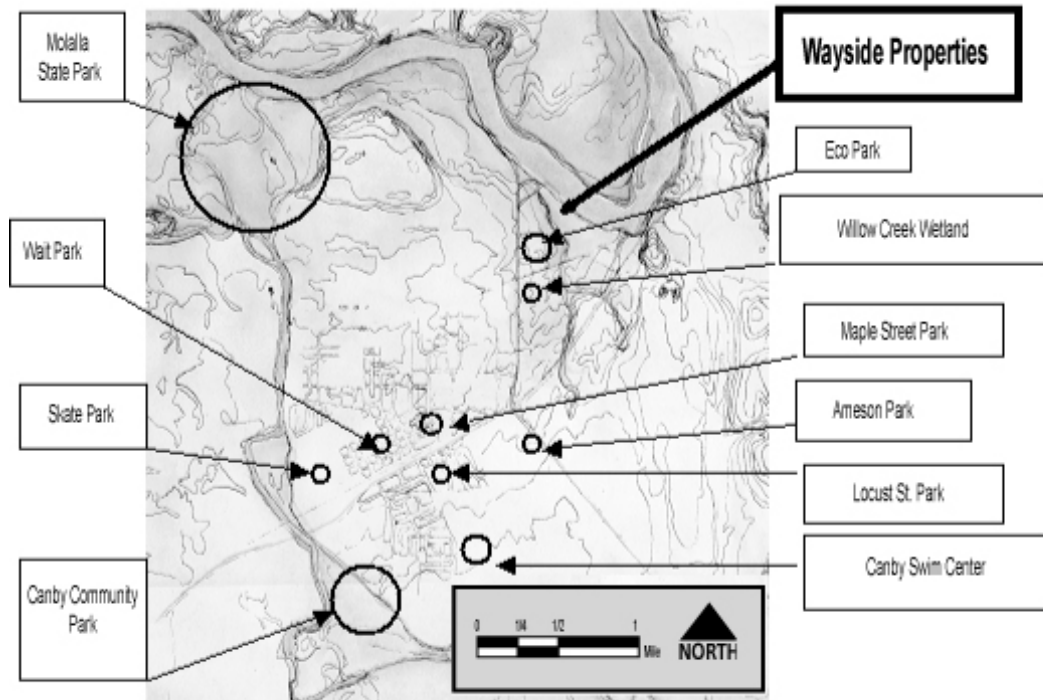 Molalla
State Park
Wayside Properties
Eco Park
Willow Creek Wetland
Wait Park
Maple Street Park
Skate Park
Arneson Park
Locust St. Park
Canby Community
Park
Canby Swim Center
0 1/4 1/2 1
Mile
NORTH